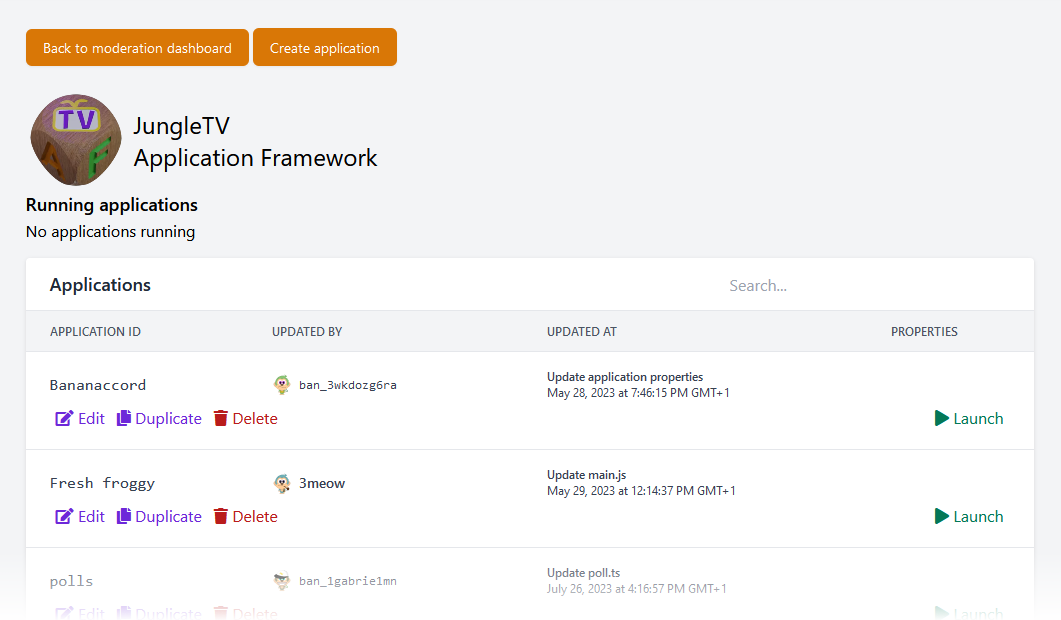 Back to moderation dashboard Create application
TV
A F
JungleTV
Application Framework
Running applications
No applications running
Applications Search...
APPLICATION ID UPDATED BY UPDATED AT PROPERTIES
Bananaccord ban_3wkdozg6ra Update application properties
May 28, 2023 at 7:46:15 PM GMT+1
Edit Duplicate Delete Launch
Fresh froggy 3meow Update main.js
May 29, 2023 at 12:14:37 PM GMT+1
Edit Duplicate Delete Launch
polls ban_1gabrie1mn Update poll.ts
July 26, 2023 at 4:16:57 PM GMT+1
Edit Duplicate Delete Launch